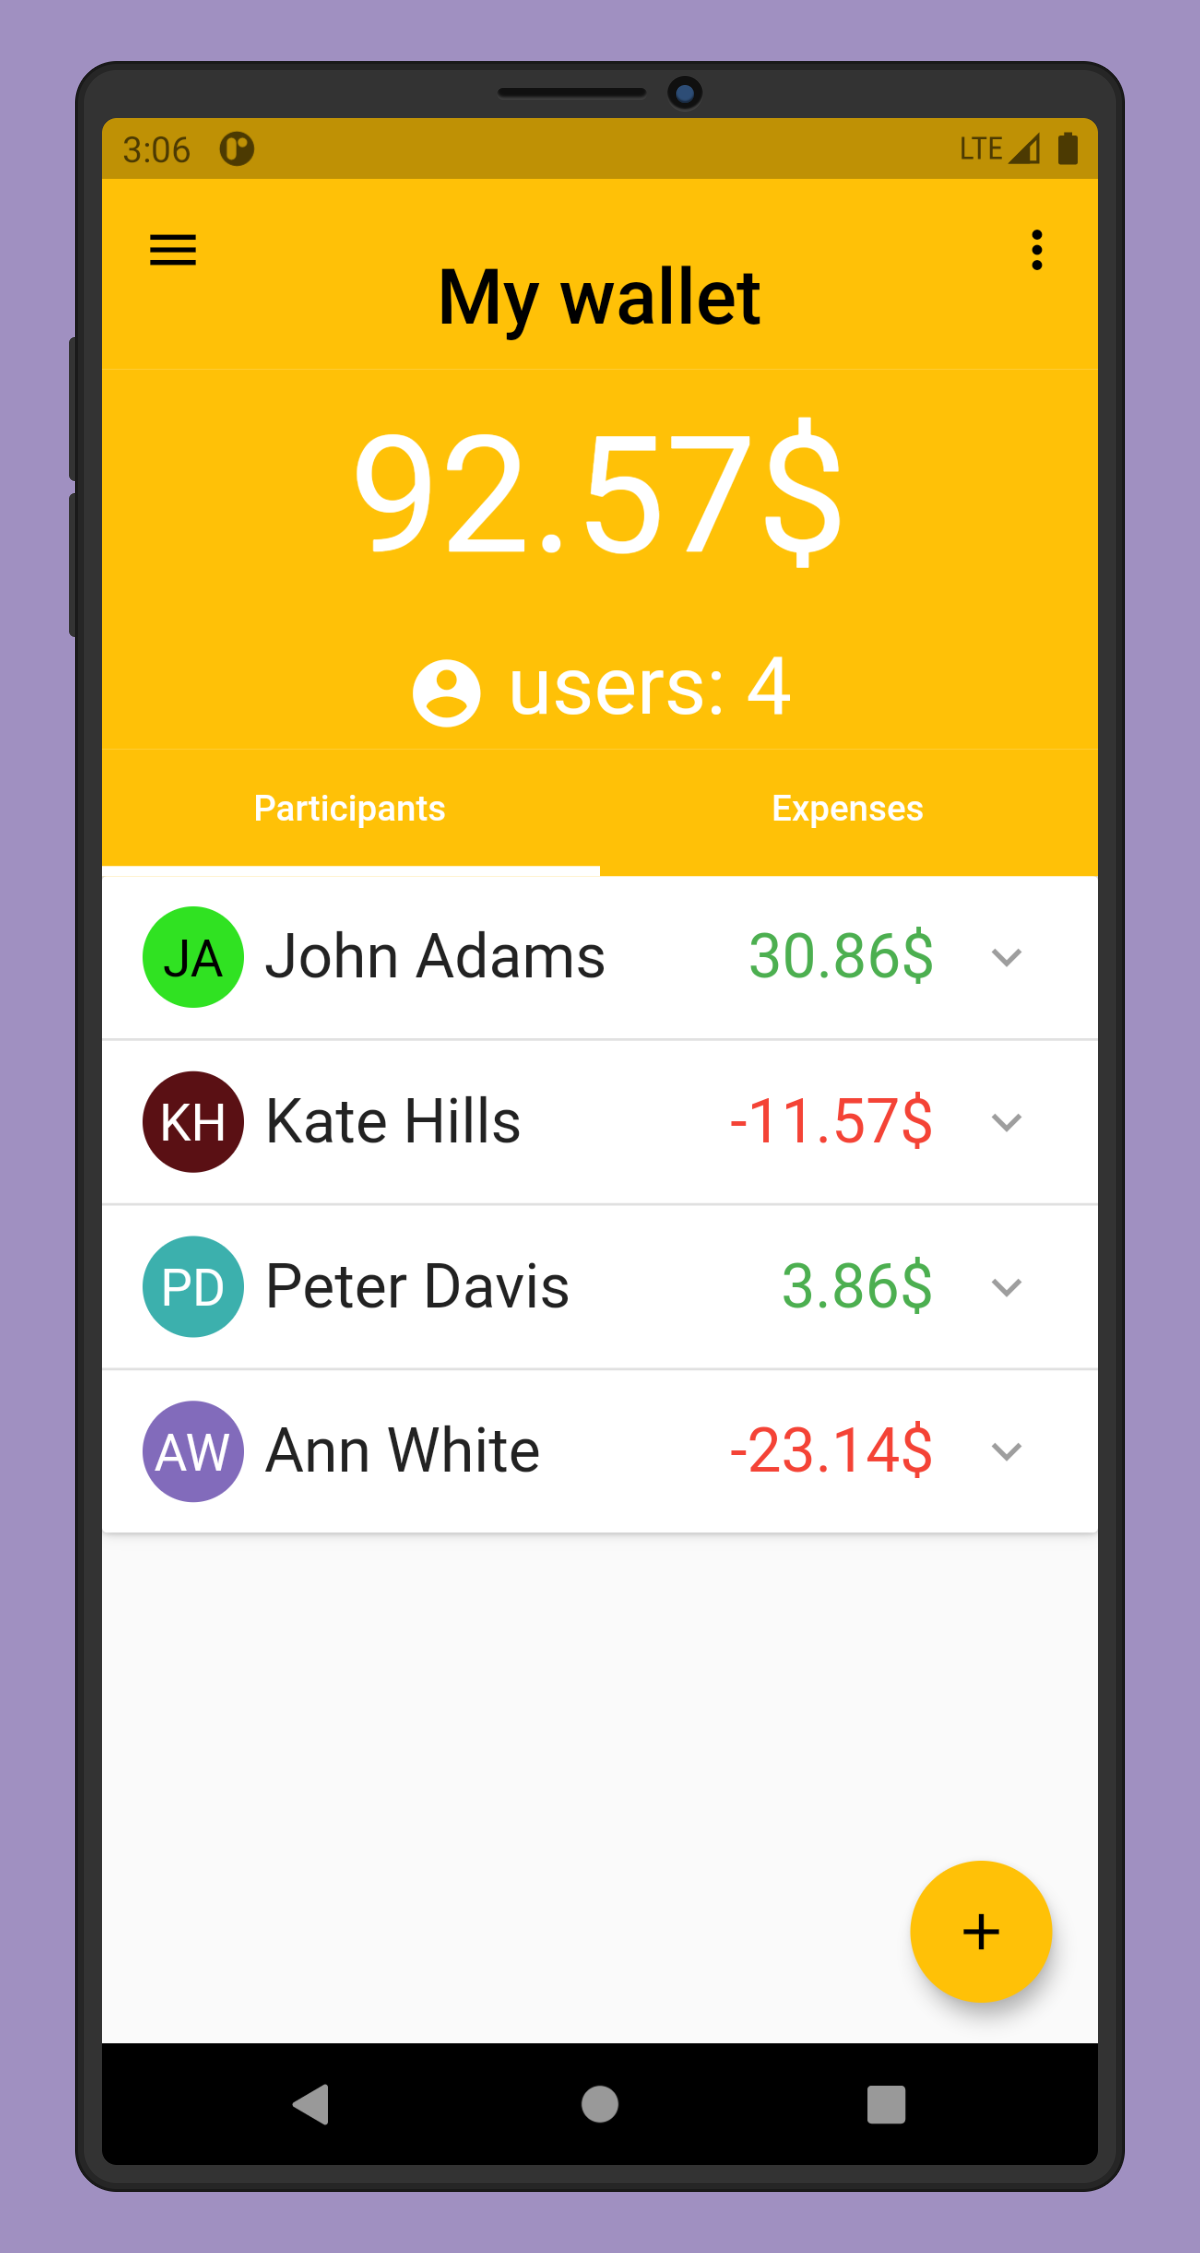 3:06 LTE
My wallet
92.57$
users: 4
Participants Expenses
JA John Adams 30.86$
KH Kate Hills -11.57$
PD Peter Davis 3.86$
AW Ann White -23.14$
+